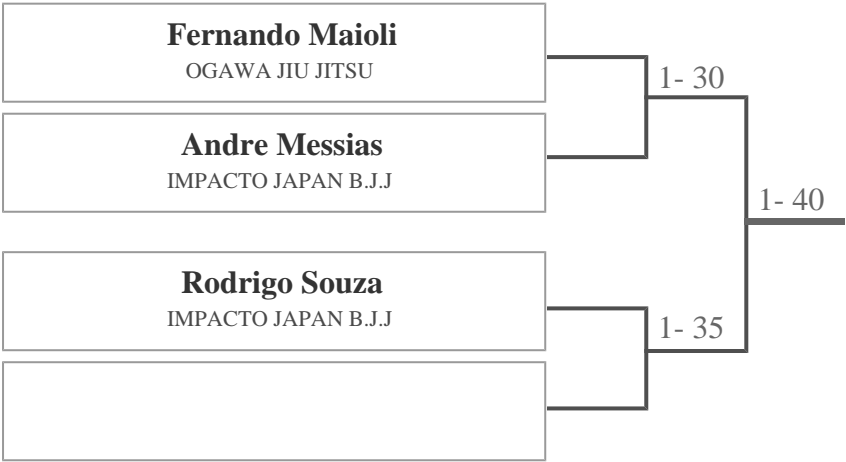 Fernando Maioli
OGAWA JIU JITSU
1- 30
Andre Messias
IMPACTO JAPAN B.J.J
1- 40
Rodrigo Souza
IMPACTO JAPAN B.J.J
1- 35